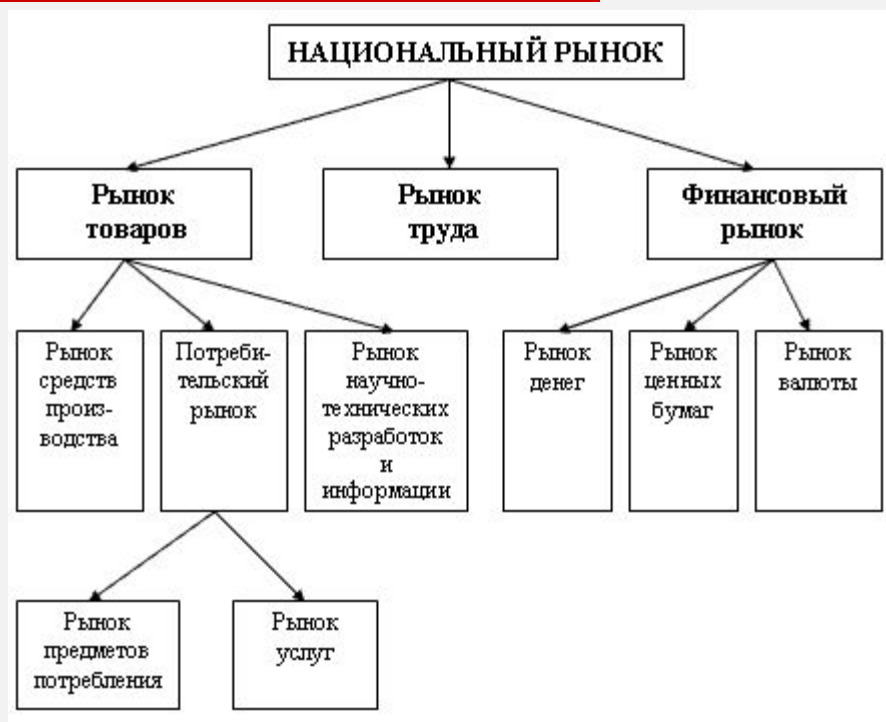 НАЦИОНАЛЬНЫЙ РЫНОК
Рынок
товаров
Рынок
труда
Финансовый
рынок
Рынок
средств
произ-
водства
Потреби-
тельский
рынок
Рынок
научно-
технических
разработок
и
информации
Рынок
денег
Рынок
ценных
бумаг
Рынок
валюты
Рынок
предметов
потребления
Рынок
услуг